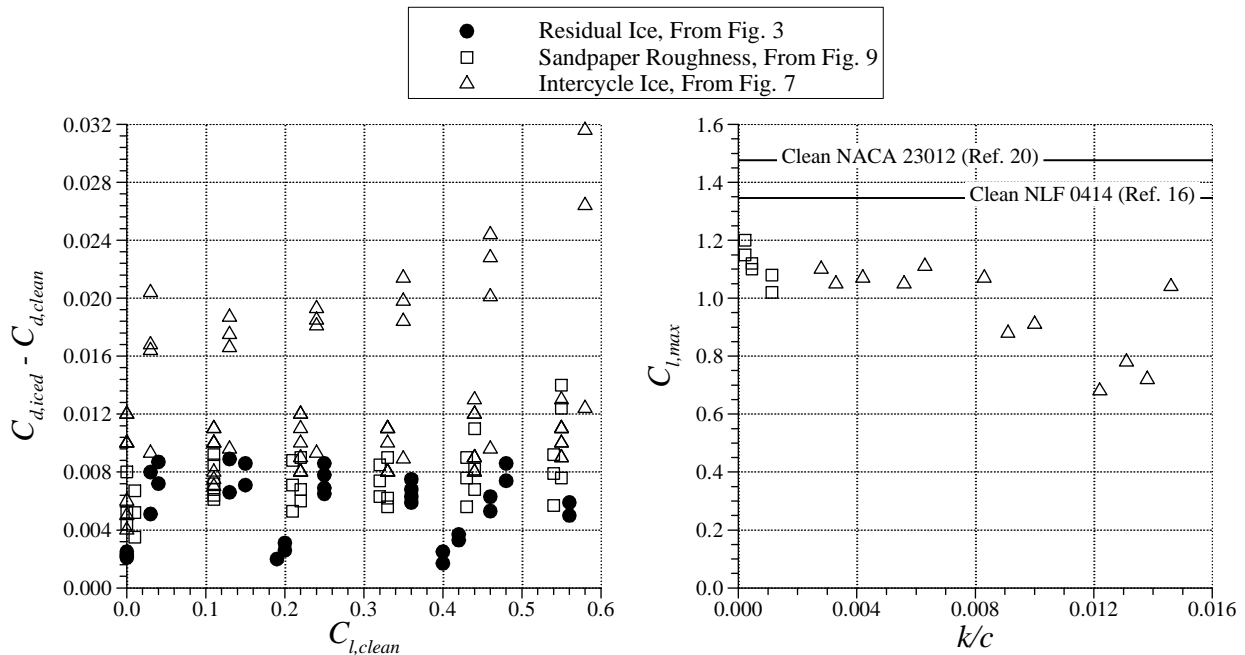 Residual Ice, From Fig. 3
Sandpaper Roughness, From Fig. 9
Intercycle Ice, From Fig. 7
C_{d,iced} - C_{d,clean}
0.032
0.028
0.024
0.020
0.016
0.012
0.008
0.004
0.000
0.0 0.1 0.2 0.3 0.4 0.5 0.6
C_{l,clean}
C_{l,max}
1.6
1.4
1.2
1.0
0.8
0.6
0.4
0.2
0.0
Clean NACA 23012 (Ref. 20)
Clean NLF 0414 (Ref. 16)
0.000 0.004 0.008 0.012 0.016
k/c